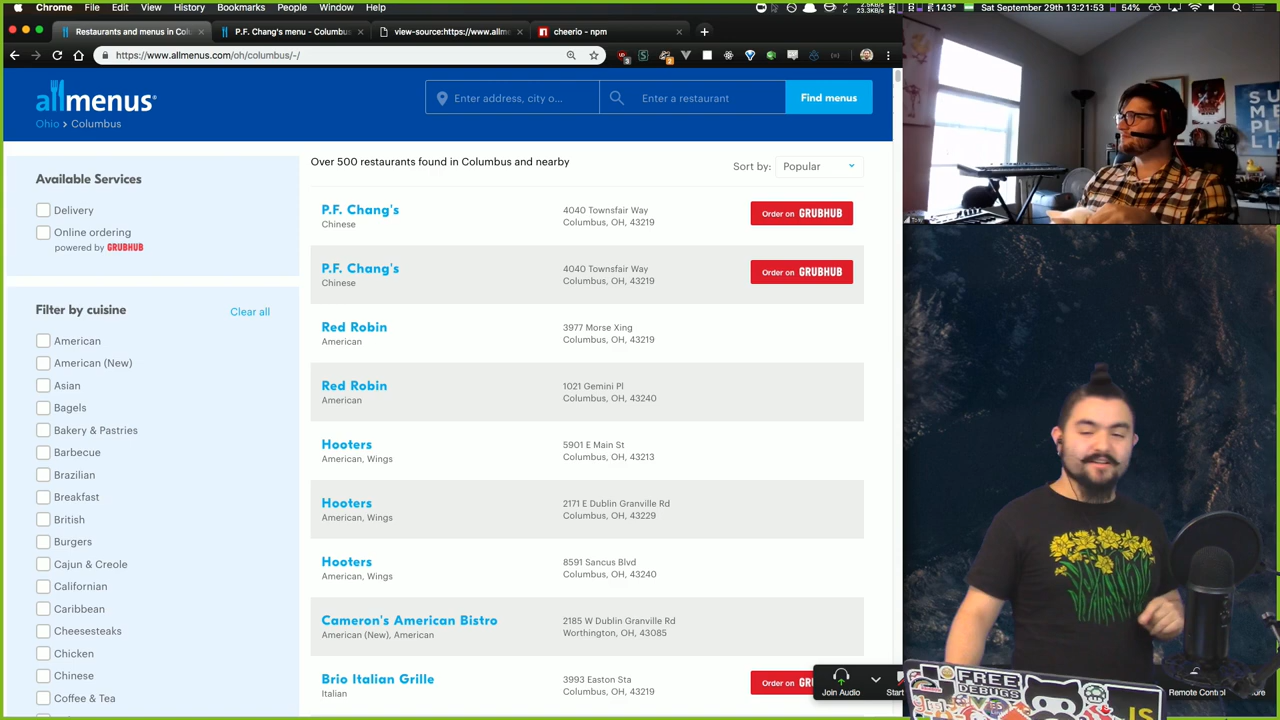 Chrome File Edit View History Bookmarks People Window Help
23.3KB/s 143° Sat September 29th 13:21:53 54%
Restaurants and menus in Col
P.F. Chang's menu - Columbus
view-source:https://www.allm
cheerio - npm
https://www.allmenus.com/oh/columbus/-/
allmenus
Enter address, city o...
Enter a restaurant
Find menus
Ohio > Columbus
Available Services
Delivery
Online ordering
powered by GRUBHUB
Filter by cuisine
Clear all
American
American (New)
Asian
Bagels
Bakery & Pastries
Barbecue
Brazilian
Breakfast
British
Burgers
Cajun & Creole
Californian
Caribbean
Cheesesteaks
Chicken
Chinese
Coffee & Tea
Over 500 restaurants found in Columbus and nearby
Sort by: Popular
P.F. Chang's
Chinese
4040 Townsfair Way
Columbus, OH, 43219
Order on GRUBHUB
P.F. Chang's
Chinese
4040 Townsfair Way
Columbus, OH, 43219
Order on GRUBHUB
Red Robin
American
3977 Morse Xing
Columbus, OH, 43219
Red Robin
American
1021 Gemini Pl
Columbus, OH, 43240
Hooters
American, Wings
5901 E Main St
Columbus, OH, 43213
Hooters
American, Wings
2171 E Dublin Granville Rd
Columbus, OH, 43229
Hooters
American, Wings
8591 Sancus Blvd
Columbus, OH, 43240
Cameron's American Bistro
American (New), American
2185 W Dublin Granville Rd
Worthington, OH, 43085
Brio Italian Grille
Italian
3993 Easton Sta
Columbus, OH, 43219
Order on GR
Join Audio
Start
Remote Control
FREE
DEBUGS
JS